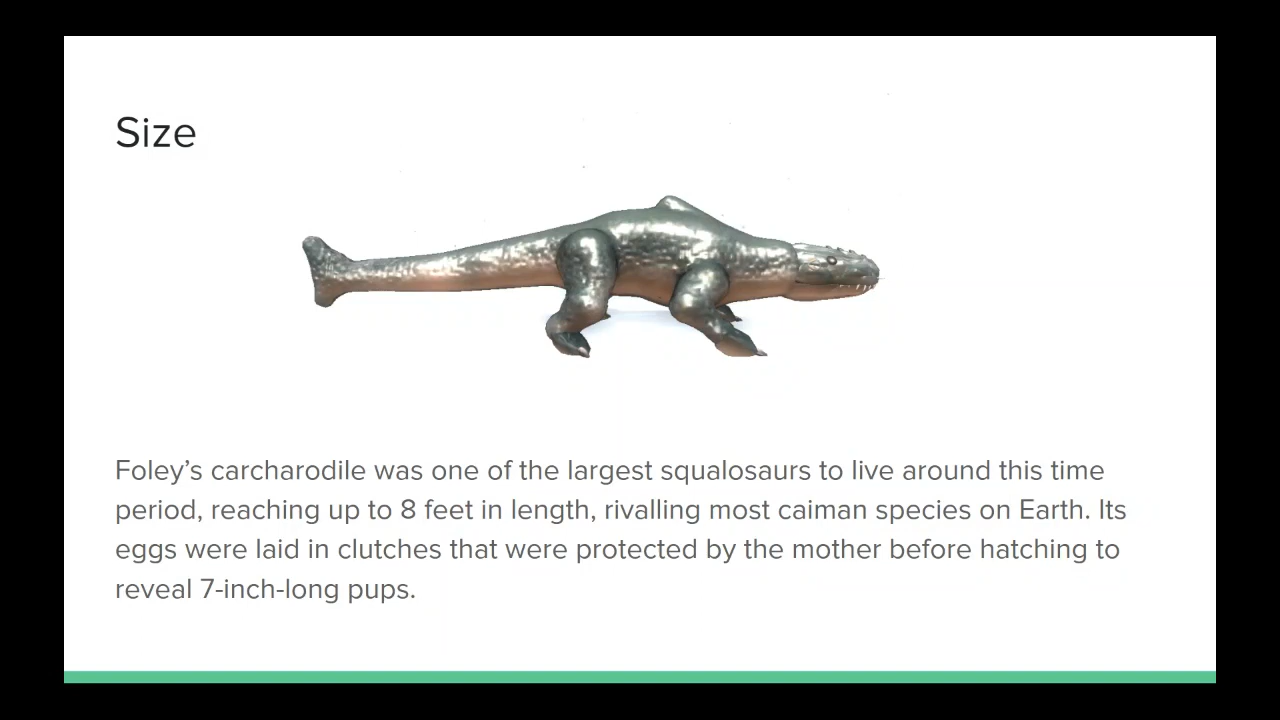 Size
Foley’s carcharodile was one of the largest squalosaurs to live around this time
period, reaching up to 8 feet in length, rivalling most caiman species on Earth. Its
eggs were laid in clutches that were protected by the mother before hatching to
reveal 7-inch-long pups.